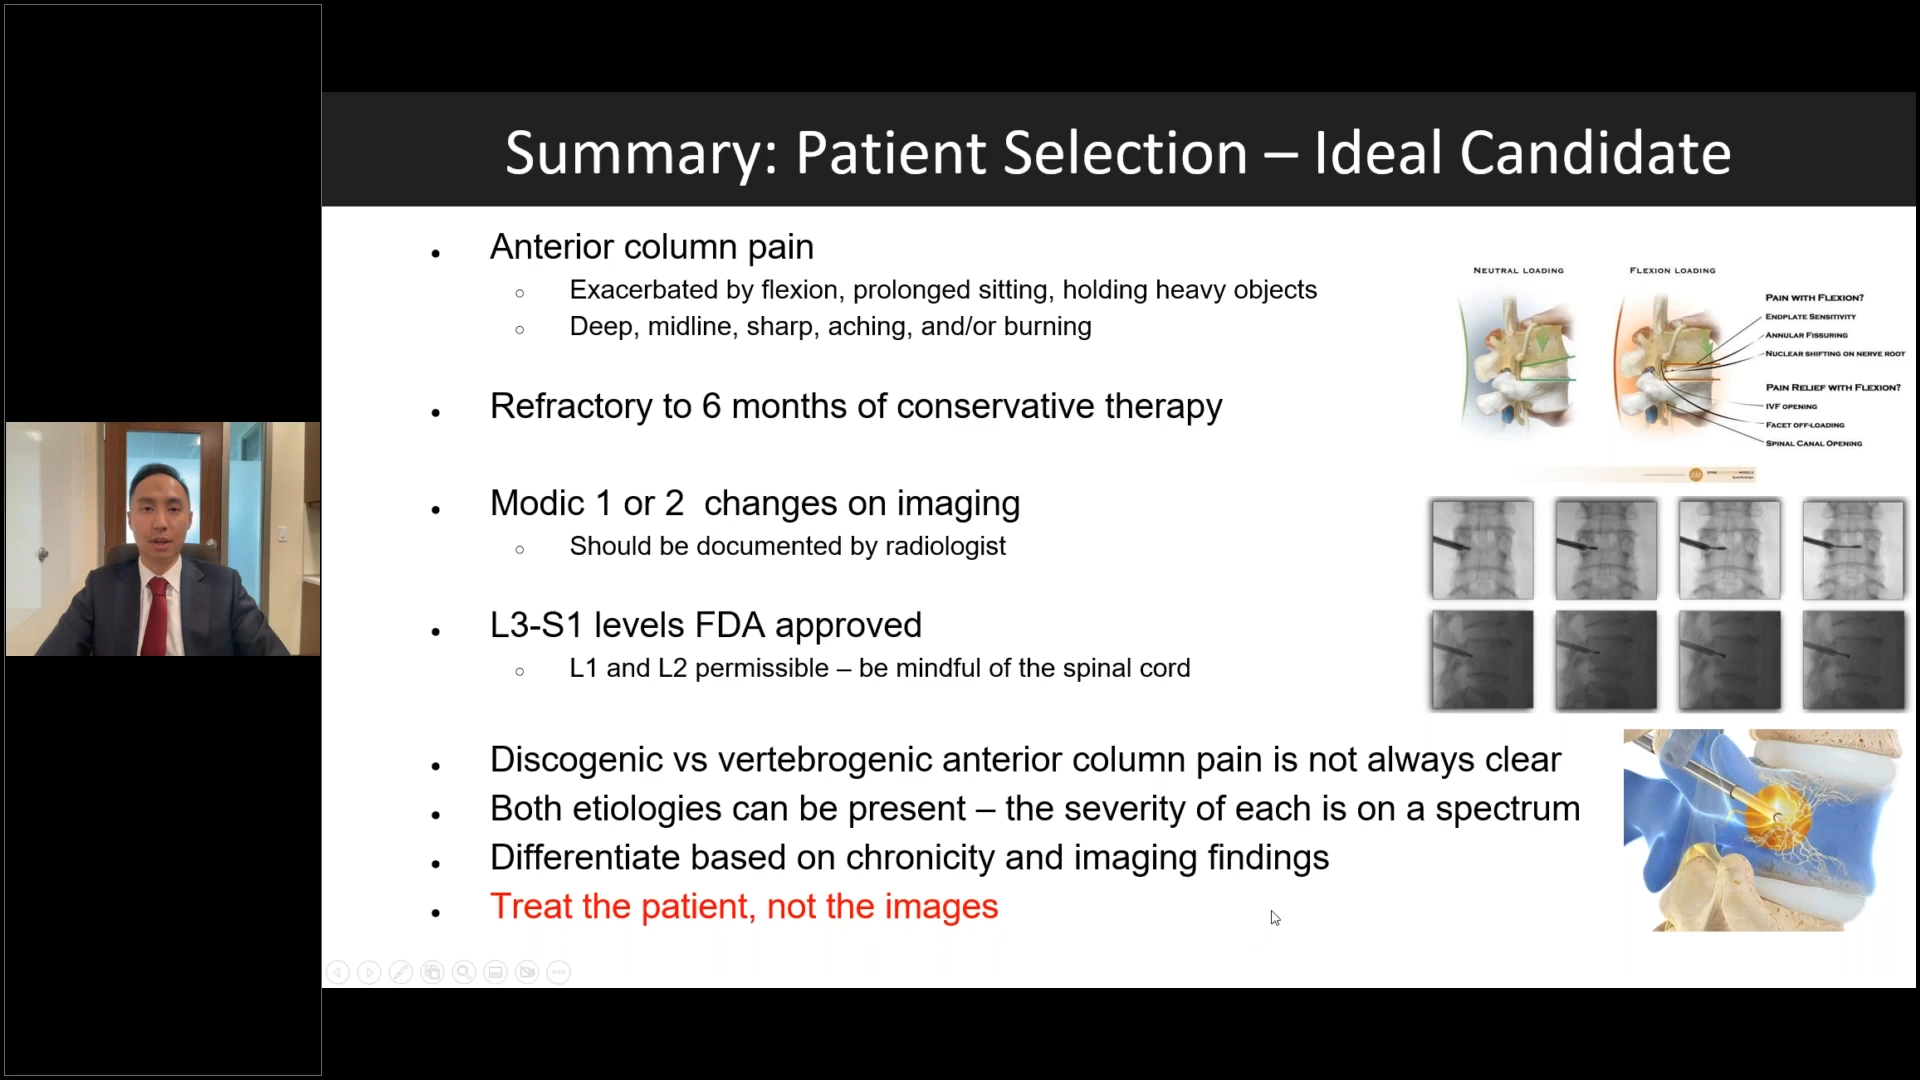 Summary: Patient Selection – Ideal Candidate
Anterior column pain
Exacerbated by flexion, prolonged sitting, holding heavy objects
Deep, midline, sharp, aching, and/or burning
Refractory to 6 months of conservative therapy
Modic 1 or 2  changes on imaging
Should be documented by radiologist
L3-S1 levels FDA approved
L1 and L2 permissible – be mindful of the spinal cord
Discogenic vs vertebrogenic anterior column pain is not always clear
Both etiologies can be present – the severity of each is on a spectrum
Differentiate based on chronicity and imaging findings
Treat the patient, not the images
NEUTRAL LOADING
FLEXION LOADING
PAIN WITH FLEXION?
ENDPLATE SENSITIVITY
ANNULAR FISSURING
NUCLEAR SHIFTING ON NERVE ROOT
PAIN RELIEF WITH FLEXION?
IVF OPENING
FACET OFF-LOADING
SPINAL CANAL OPENING